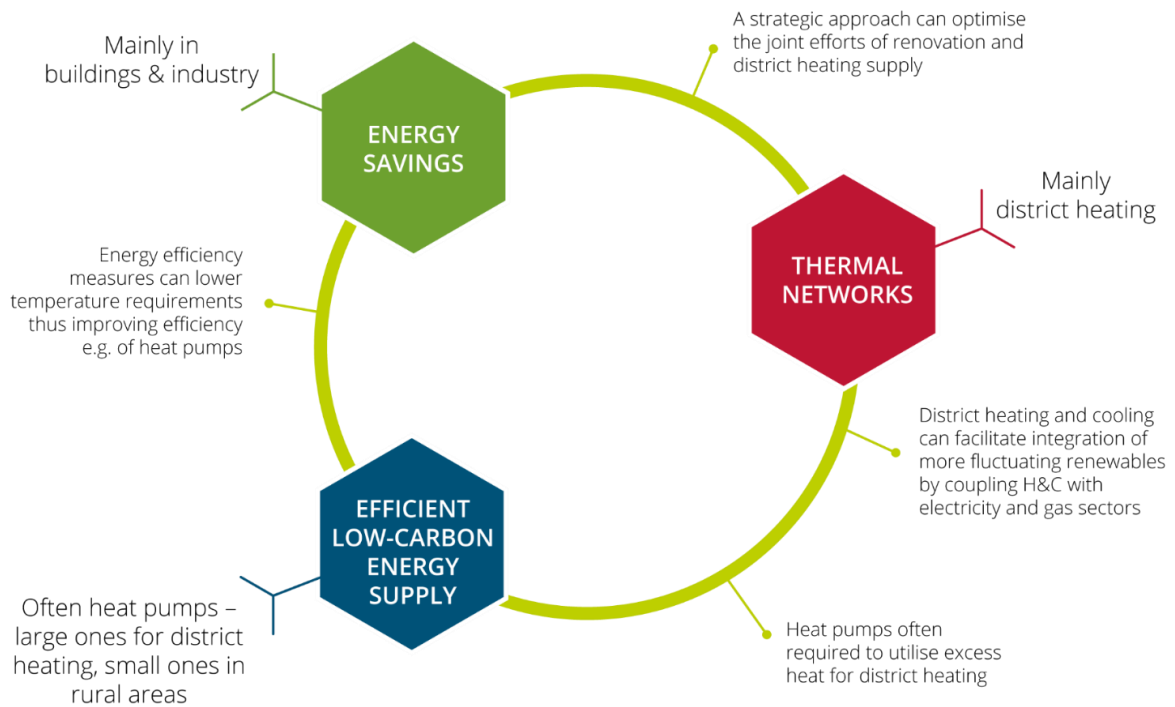 Mainly in
buildings & industry
ENERGY
SAVINGS
A strategic approach can optimise
the joint efforts of renovation and
district heating supply
Mainly
district heating
THERMAL
NETWORKS
Energy efficiency
measures can lower
temperature requirements
thus improving efficiency
e.g. of heat pumps
District heating and cooling
can facilitate integration of
more fluctuating renewables
by coupling H&C with
electricity and gas sectors
EFFICIENT
LOW-CARBON
ENERGY
SUPPLY
Often heat pumps –
large ones for district
heating, small ones in
rural areas
Heat pumps often
required to utilise excess
heat for district heating